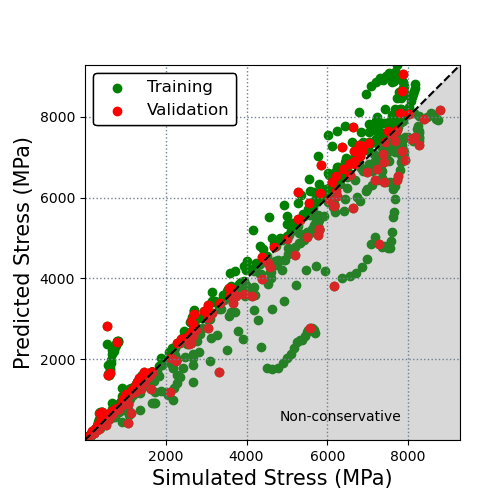 Training
Validation
8000
6000
4000
2000
Predicted Stress (MPa)
Non-conservative
2000 4000 6000 8000
Simulated Stress (MPa)